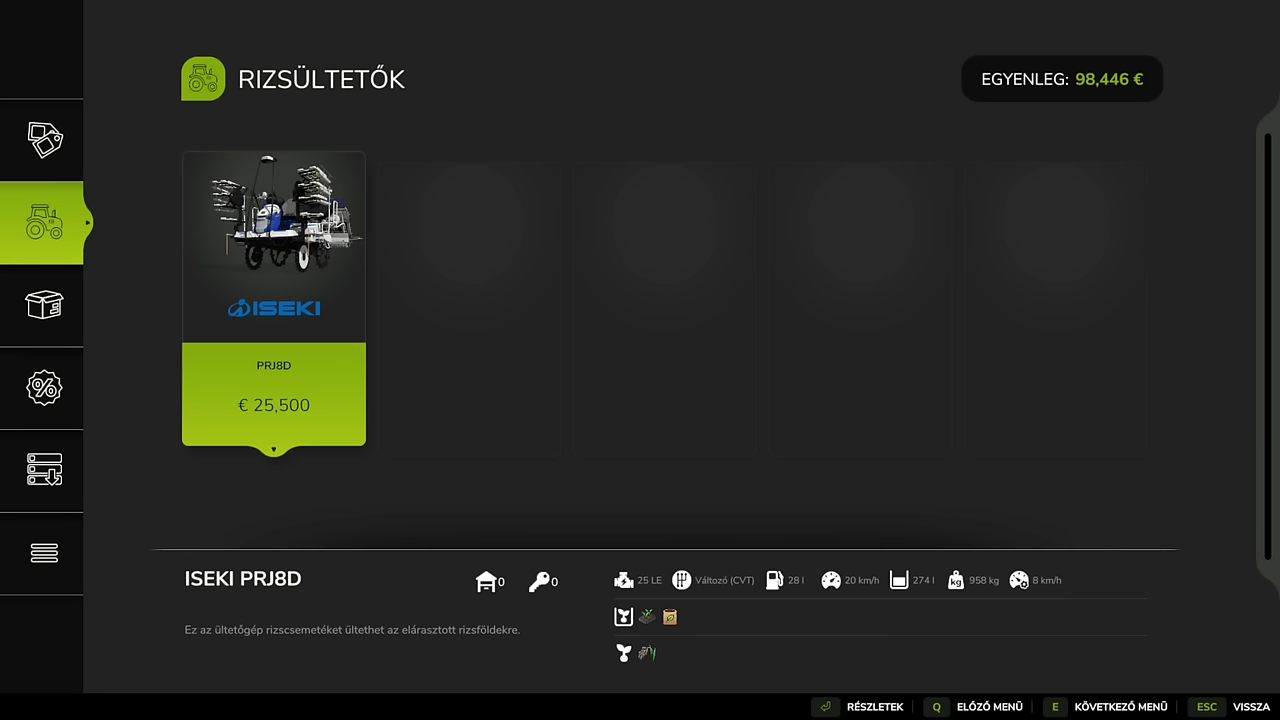 RIZSÜLTETŐK
EGYENLEG: 98,446 €
ISEKI
PRJ8D
€ 25,500
ISEKI PRJ8D
0
0
25 LE
Változó (CVT)
28 l
20 km/h
274 l
kg
958 kg
8 km/h
Ez az ültetőgép rizscsemetéket ültethet az elárasztott rizsföldekre.
RÉSZLETEK
Q
ELŐZŐ MENÜ
E
KÖVETKEZŐ MENÜ
ESC
VISSZA